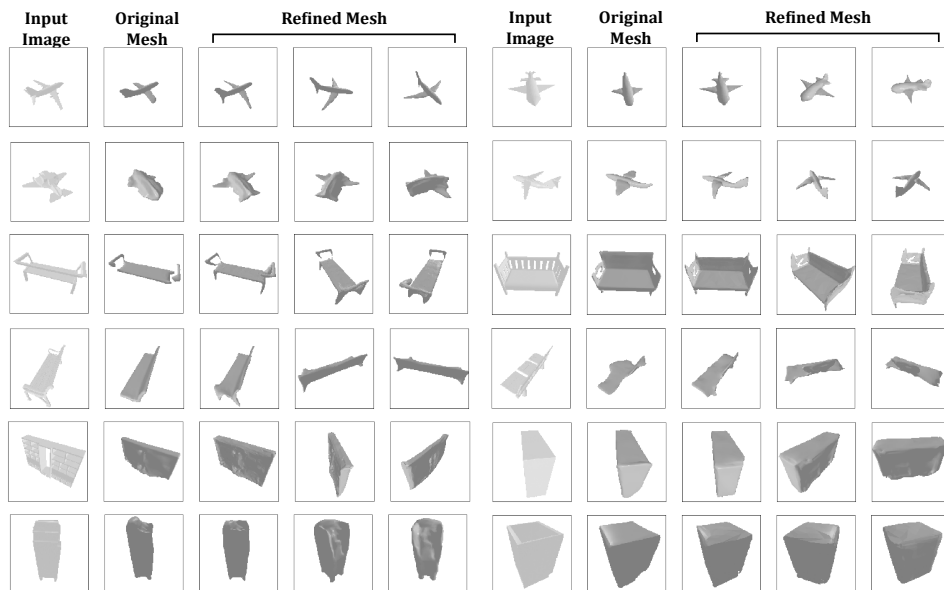 Input
Image
Original
Mesh
Refined Mesh
Input
Image
Original
Mesh
Refined Mesh